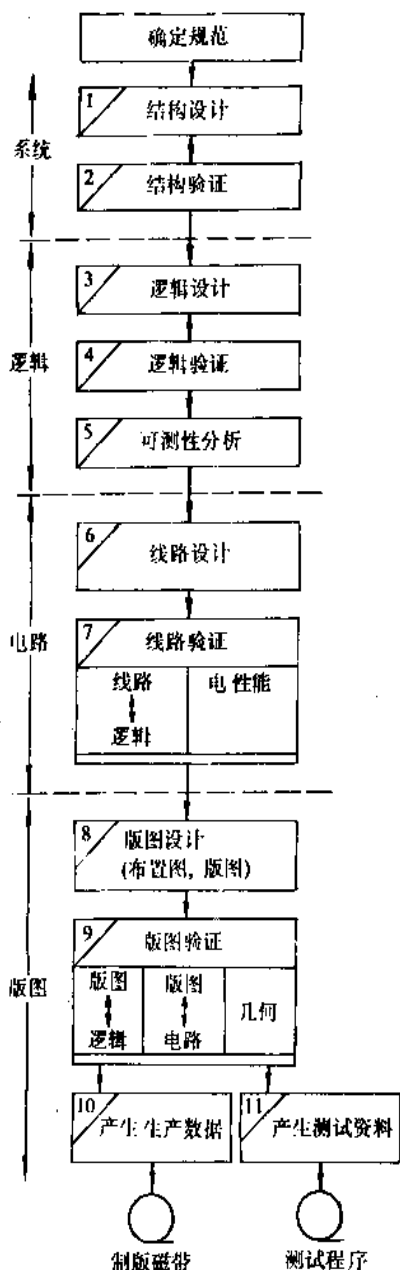 确定规范
1
结构设计
系统
2
结构验证
3
逻辑设计
逻辑
4
逻辑验证
5
可测性分析
6
线路设计
电路
7
线路验证
线路
逻辑
电性能
8
版图设计
(布置图, 版图)
9
版图验证
版图
版图
逻辑
版图
电路
几何
10
产生生产数据
11
产生测试资料
制版磁带
测试程序